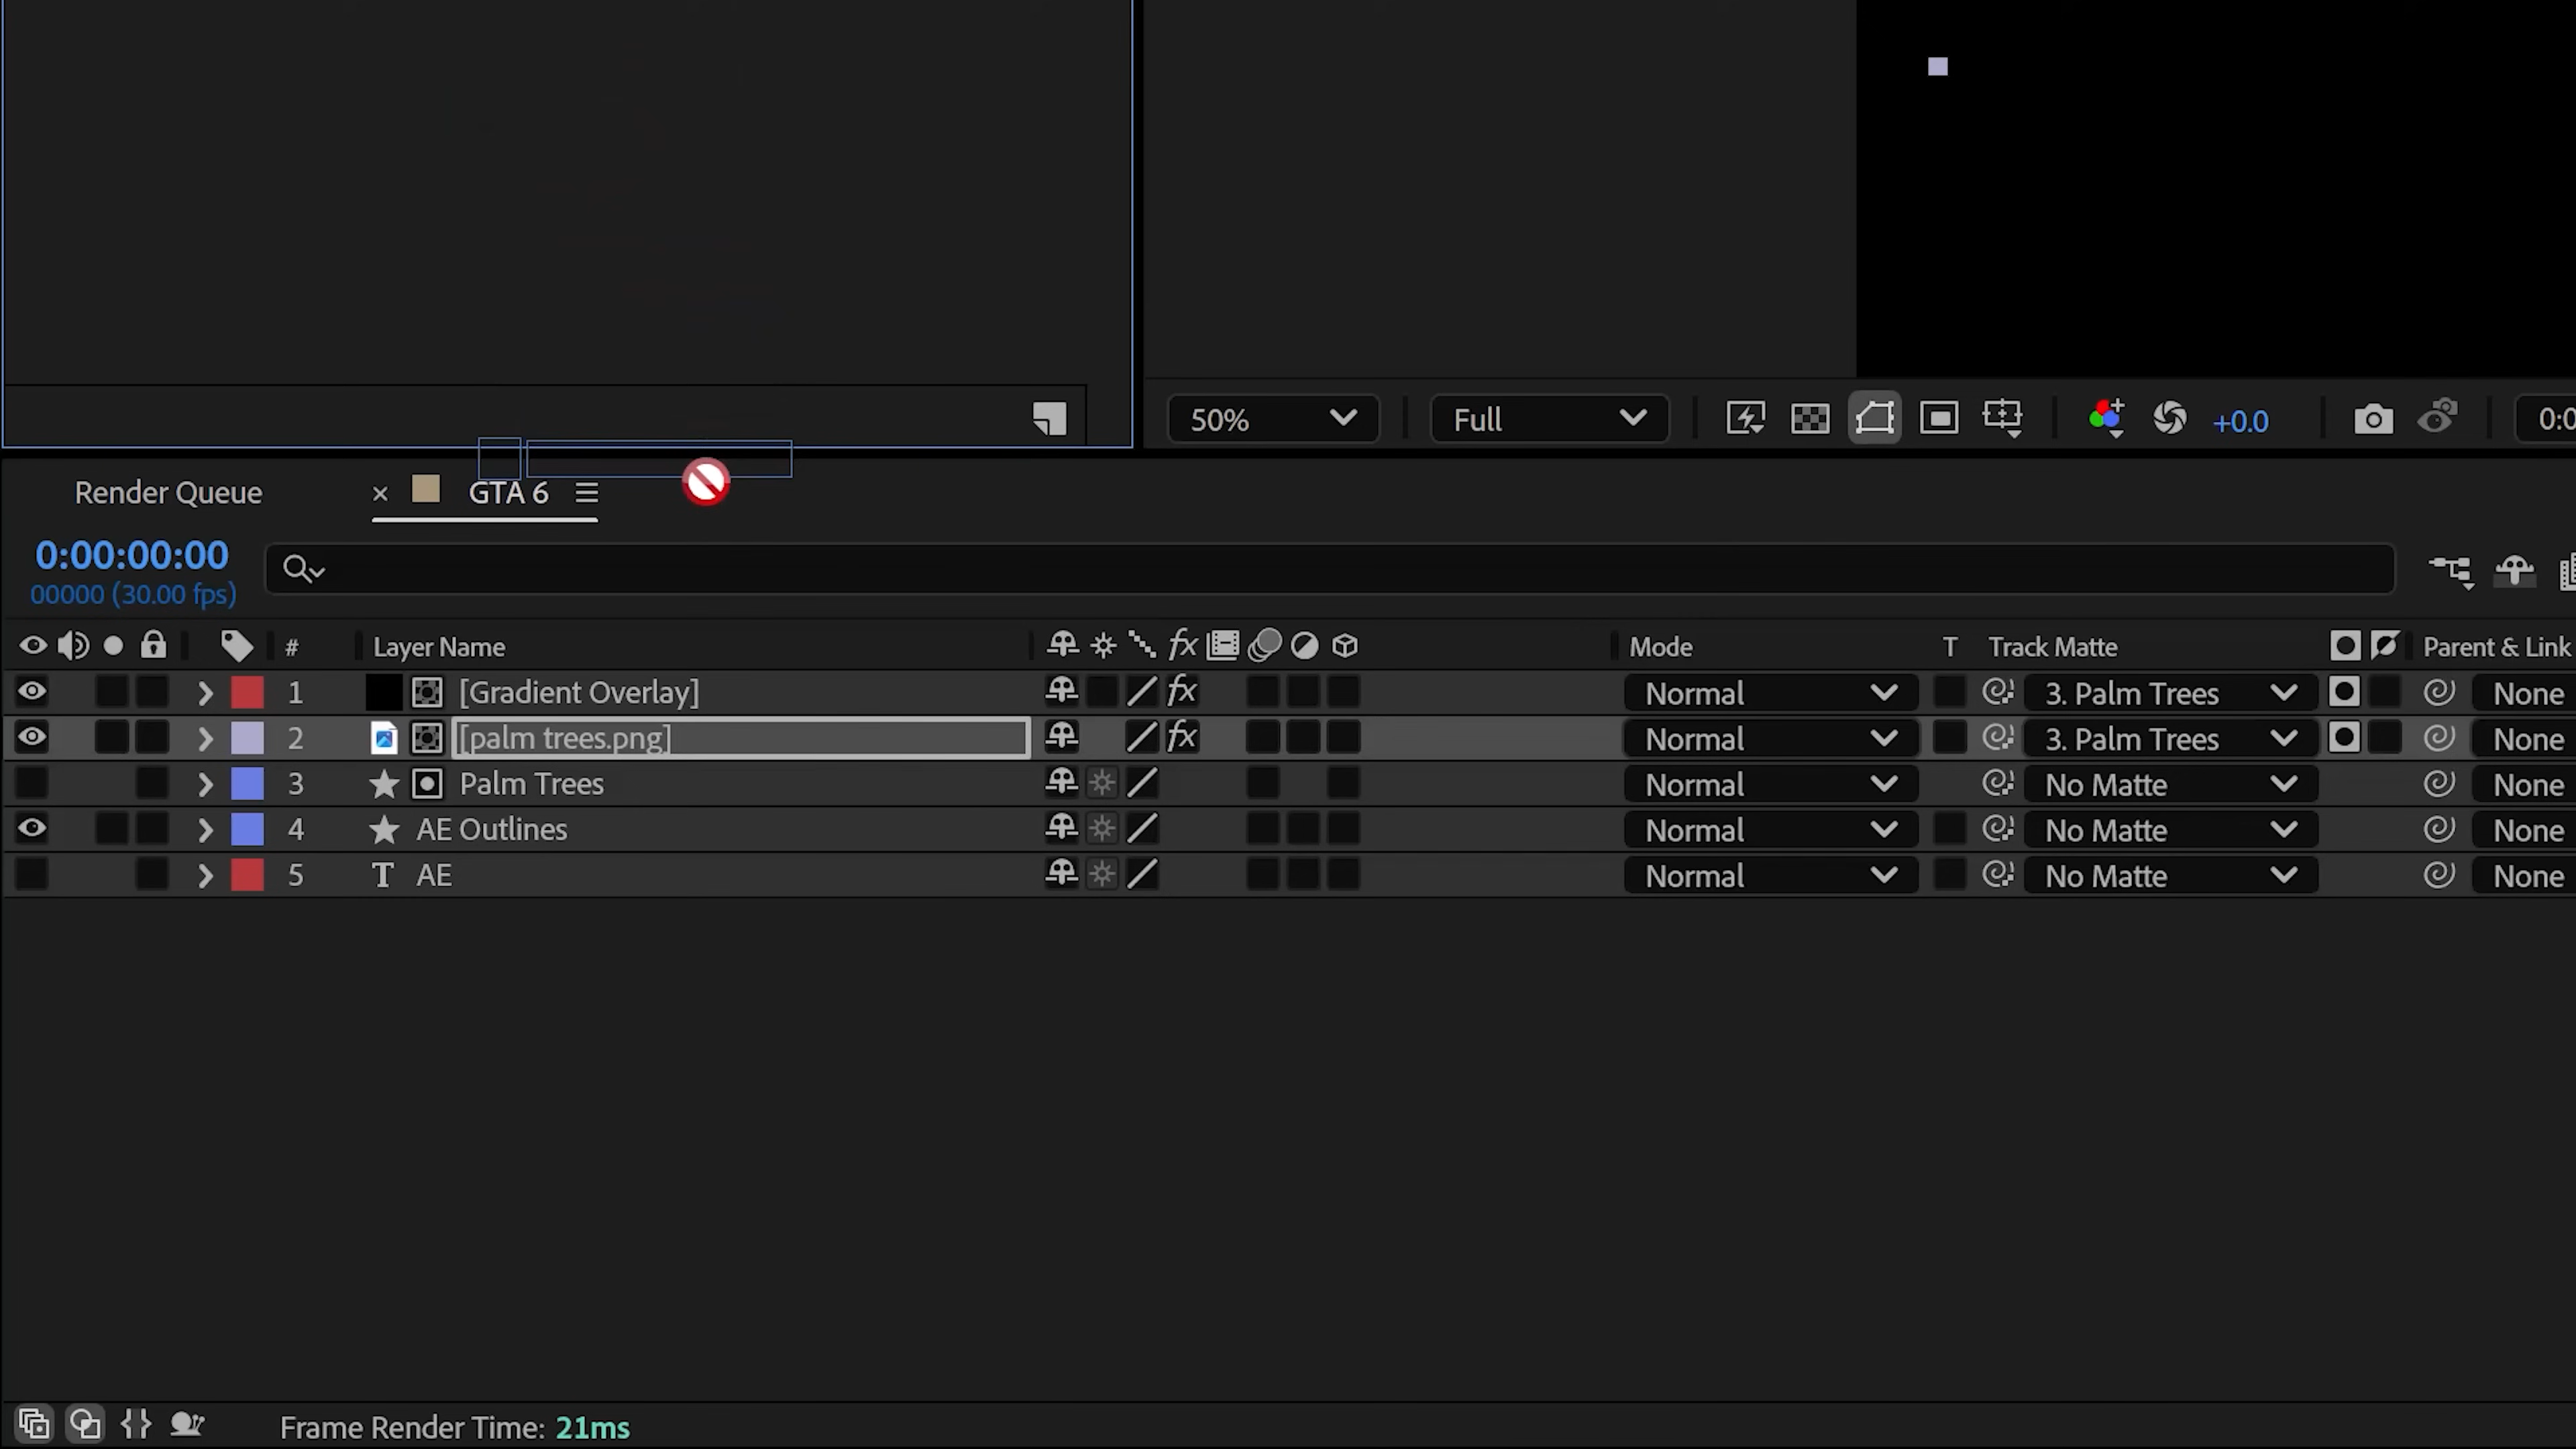 50% Full +0.0 0:0
Render Queue × GTA 6
0:00:00:00
00000 (30.00 fps)
# Layer Name fx Mode T Track Matte Parent & Link
1 [Gradient Overlay] fx Normal 3. Palm Trees None
2 [palm trees.png] fx Normal 3. Palm Trees None
3 Palm Trees Normal No Matte None
4 AE Outlines Normal No Matte None
5 T AE Normal No Matte None
Frame Render Time: 21ms